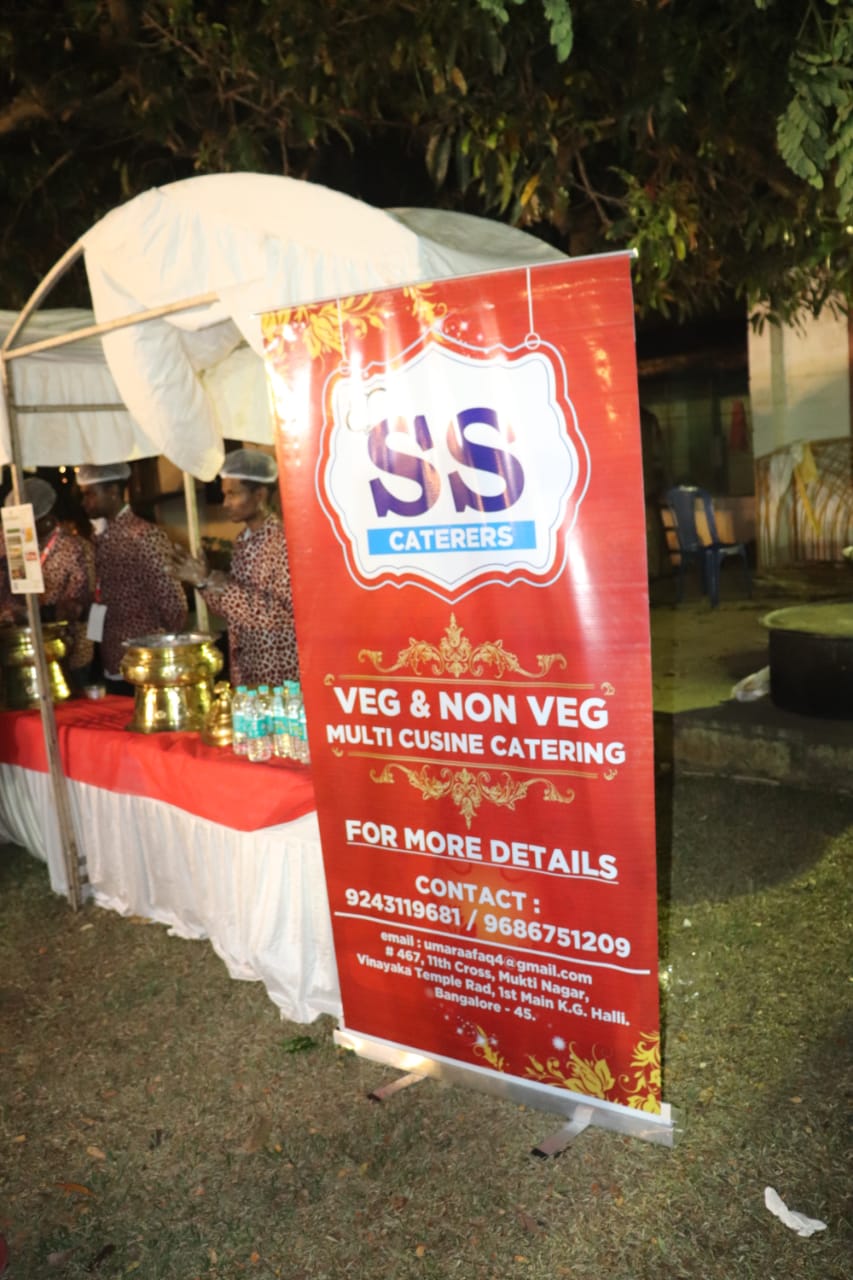 SS
CATERERS
VEG & NON VEG
MULTI CUSINE CATERING
FOR MORE DETAILS
CONTACT :
9243119681 / 9686751209
email : umaraafaq4@gmail.com
# 467, 11th Cross, Mukti Nagar,
Vinayaka Temple Rad, 1st Main K.G. Halli.
Bangalore - 45.